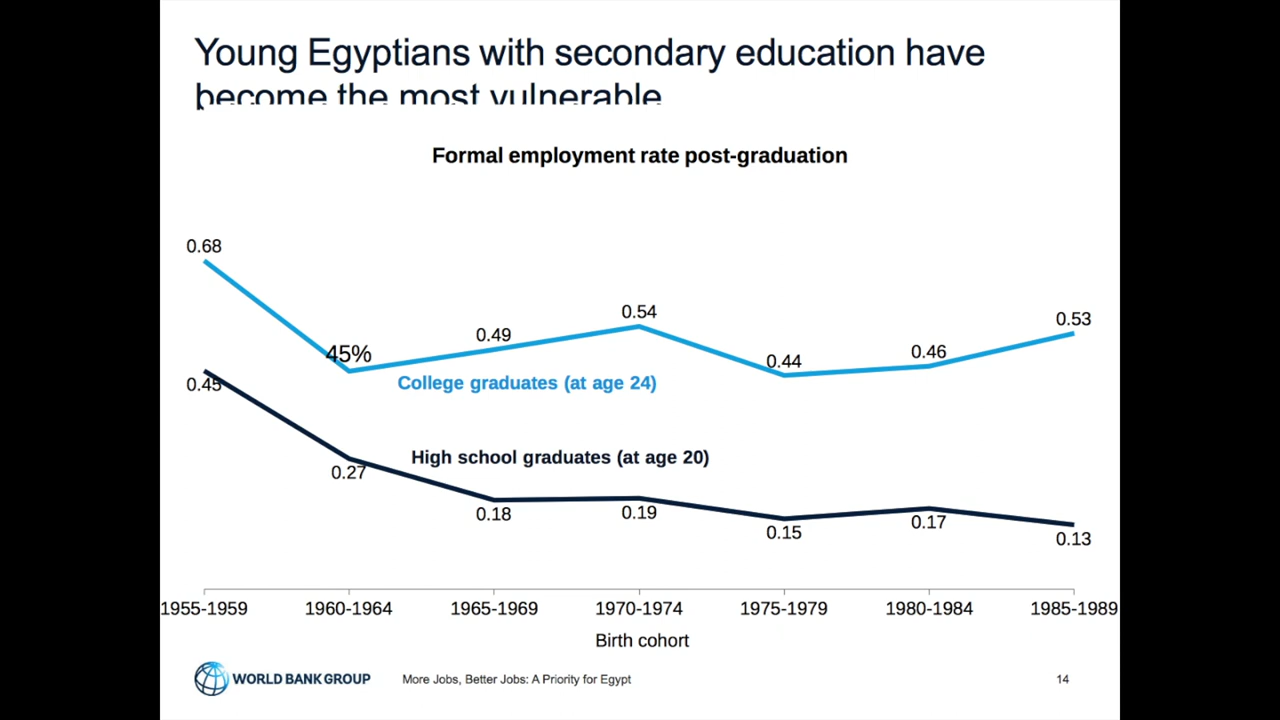 Young Egyptians with secondary education have
become the most vulnerable
Formal employment rate post-graduation
0.68
45%
0.49
0.54
0.44
0.46
0.53
College graduates (at age 24)
0.45
0.27
0.18
0.19
0.15
0.17
0.13
High school graduates (at age 20)
1955-1959 1960-1964 1965-1969 1970-1974 1975-1979 1980-1984 1985-1989
Birth cohort
WORLD BANK GROUP More Jobs, Better Jobs: A Priority for Egypt 14